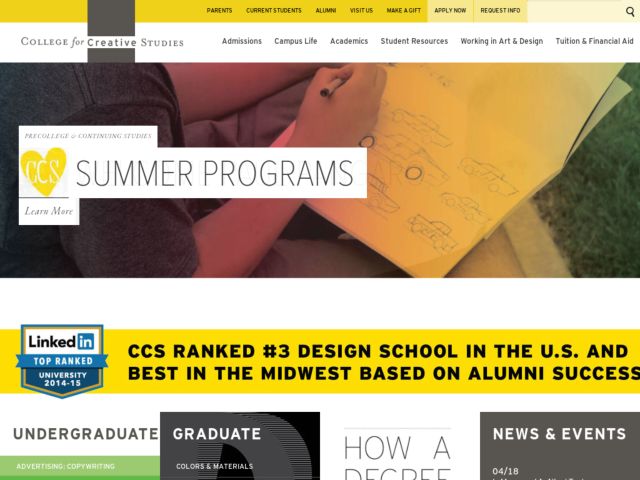 PARENTS CURRENT STUDENTS ALUMNI VISIT US MAKE A GIFT APPLY NOW REQUEST INFO
COLLEGE for Creative STUDIES
Admissions Campus Life Academics Student Resources Working in Art & Design Tuition & Financial Aid
PRECOLLEGE & CONTINUING STUDIES
CCS
SUMMER PROGRAMS
Learn More
Linked in
TOP RANKED
UNIVERSITY
2014-15
CCS RANKED #3 DESIGN SCHOOL IN THE U.S. AND
BEST IN THE MIDWEST BASED ON ALUMNI SUCCESS
UNDERGRADUATE
ADVERTISING: COPYWRITING
GRADUATE
COLORS & MATERIALS
HOW A
DEGREE
NEWS & EVENTS
04/18